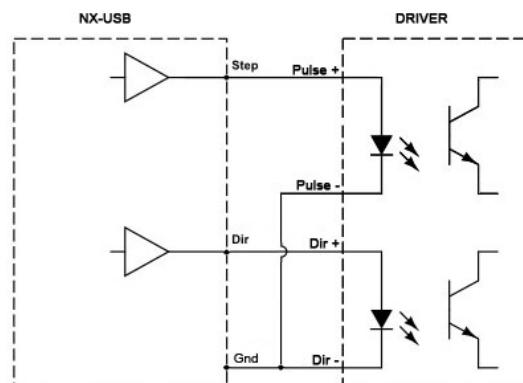 NX-USB
DRIVER
Step
Pulse +
Pulse -
Dir
Dir +
Gnd
Dir -